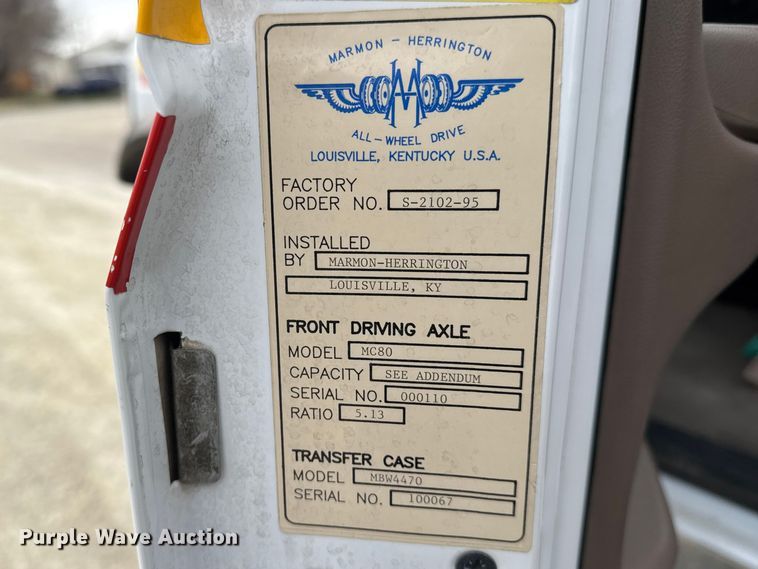 MARMON - HERRINGTON
MH
ALL-WHEEL DRIVE
LOUISVILLE, KENTUCKY U.S.A.
FACTORY
ORDER NO. S-2102-95
INSTALLED
BY MARMON-HERRINGTON
LOUISVILLE, KY
FRONT DRIVING AXLE
MODEL MC80
CAPACITY SEE ADDENDUM
SERIAL NO. 000110
RATIO 5.13
TRANSFER CASE
MODEL MBW4470
SERIAL NO. 100067
Purple Wave Auction